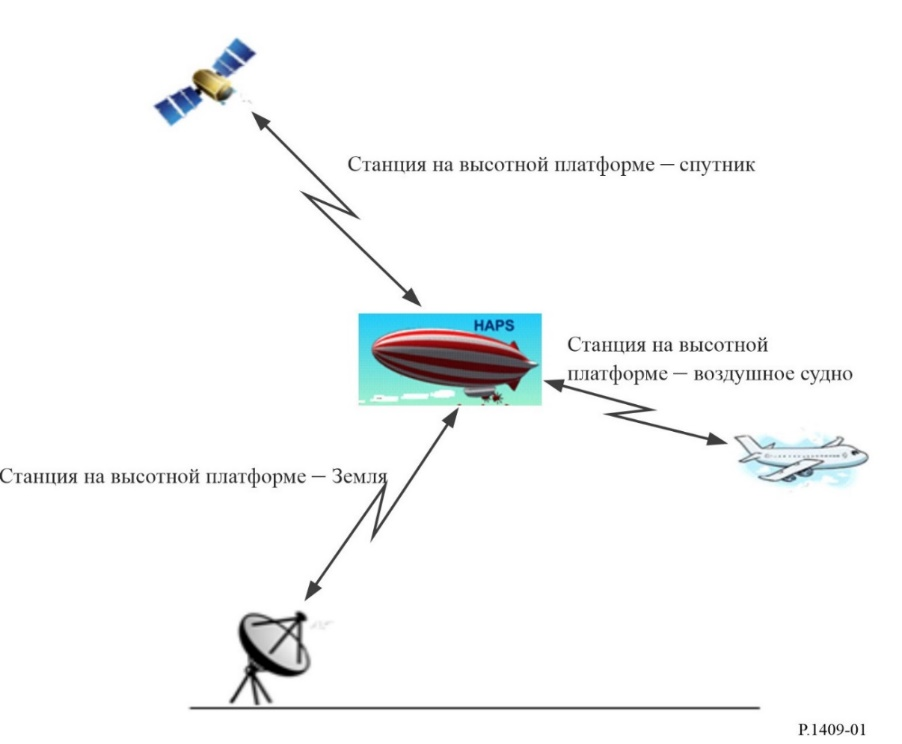 Станция на высотной платформе – спутник
HAPS
Станция на высотной
платформе – воздушное судно
Станция на высотной платформе – Земля
P.1409-01